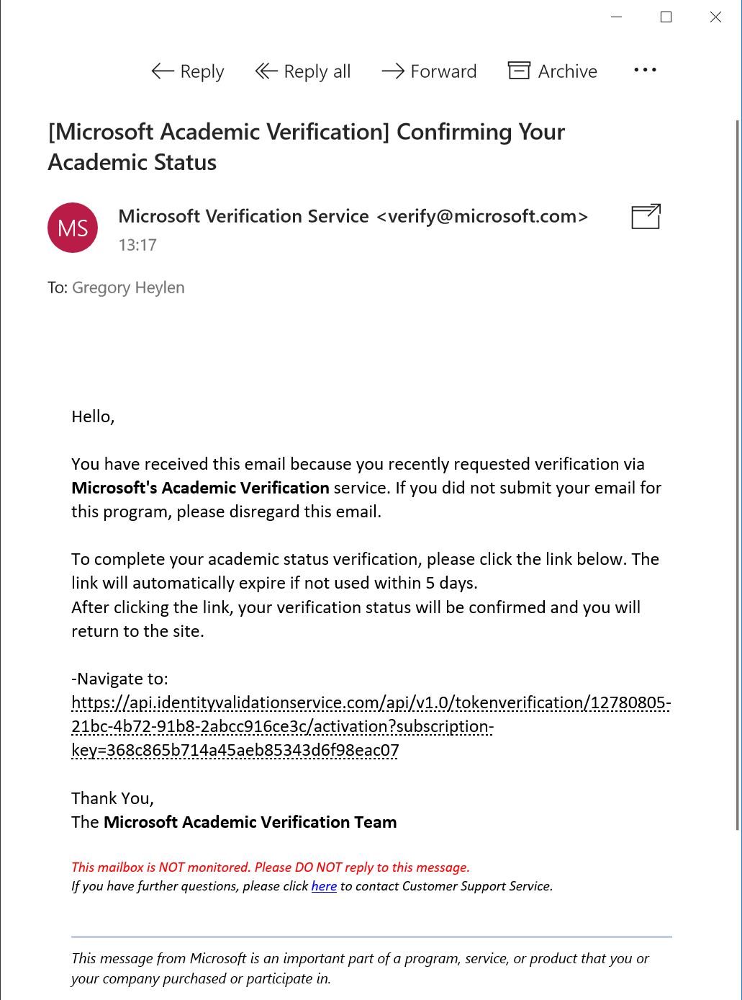 Reply Reply all Forward Archive
[Microsoft Academic Verification] Confirming Your
Academic Status
MS
Microsoft Verification Service <verify@microsoft.com>
13:17
To: Gregory Heylen
Hello,
You have received this email because you recently requested verification via
Microsoft's Academic Verification service. If you did not submit your email for
this program, please disregard this email.
To complete your academic status verification, please click the link below. The
link will automatically expire if not used within 5 days.
After clicking the link, your verification status will be confirmed and you will
return to the site.
-Navigate to:
https://api.identityvalidationservice.com/api/v1.0/tokenverification/12780805-
21bc-4b72-91b8-2abcc916ce3c/activation?subscription-
key=368c865b714a45aeb85343d6f98eac07
Thank You,
The Microsoft Academic Verification Team
This mailbox is NOT monitored. Please DO NOT reply to this message.
If you have further questions, please click here to contact Customer Support Service.
This message from Microsoft is an important part of a program, service, or product that you or
your company purchased or participate in.